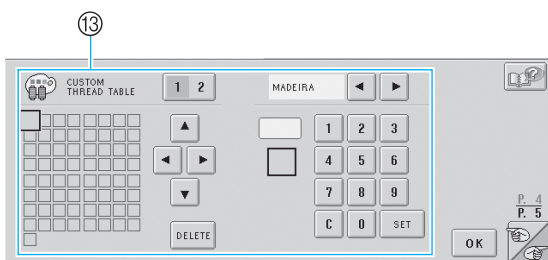 ⑬
CUSTOM
THREAD TABLE
1 2
MADEIRA
1 2 3
4 5 6
7 8 9
C 0 SET
DELETE
P. 4
P. 5
OK